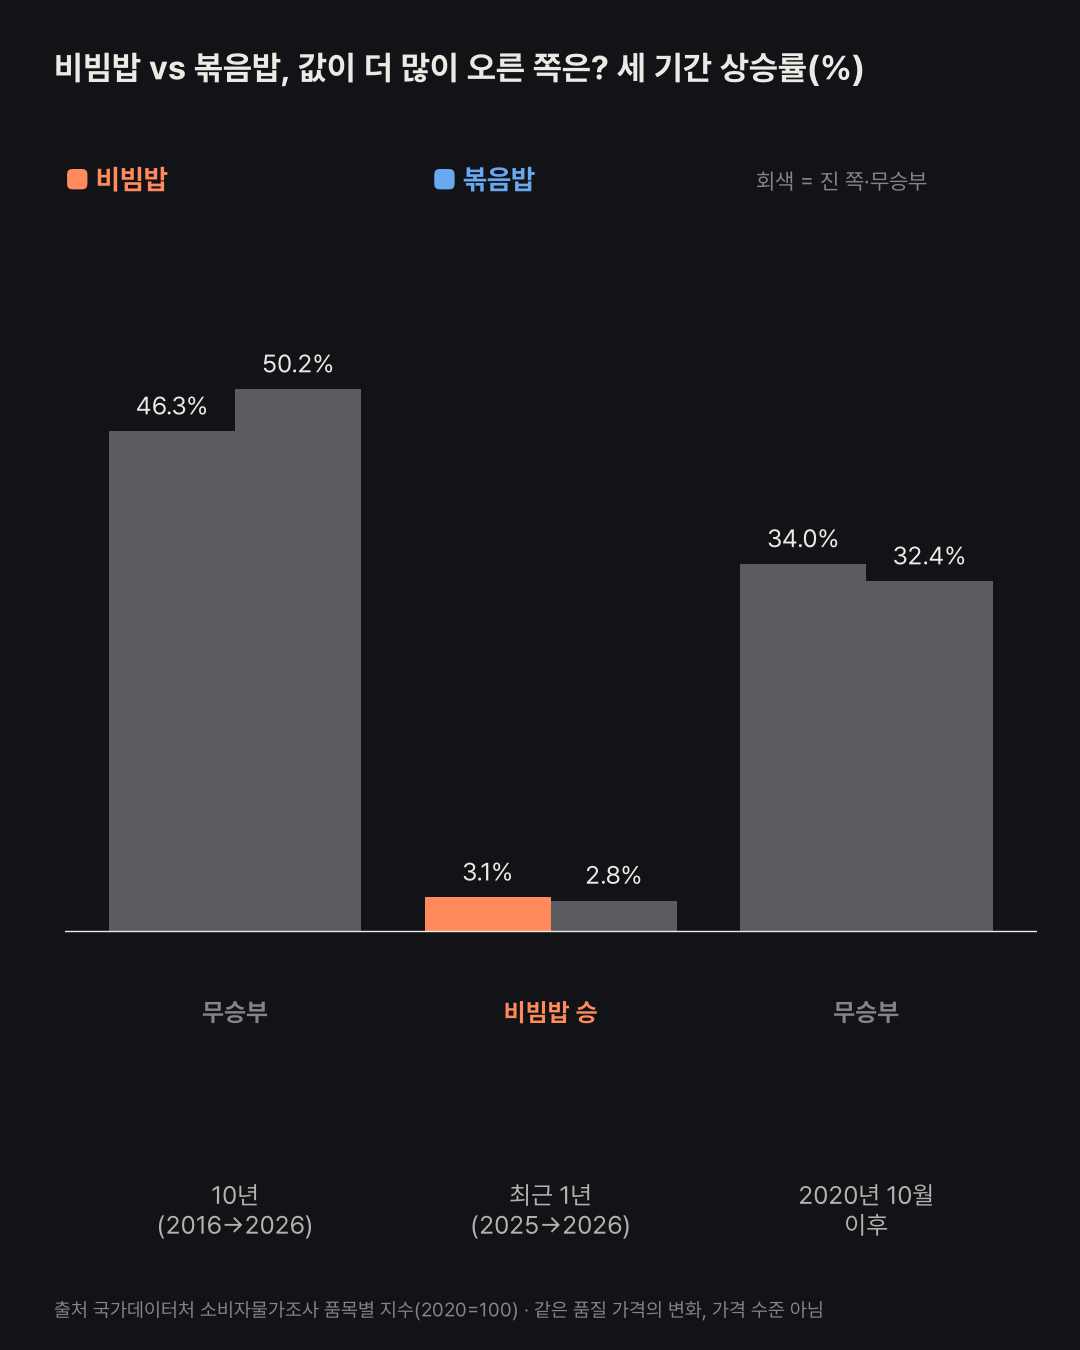 비빔밥 vs 볶음밥, 값이 더 많이 오른 쪽은? 세 기간 상승률(%)
비빔밥
볶음밥
회색 = 진 쪽·무승부
46.3%
50.2%
3.1%
2.8%
34.0%
32.4%
무승부
비빔밥 승
무승부
10년
(2016→2026)
최근 1년
(2025→2026)
2020년 10월
이후
출처 국가데이터처 소비자물가조사 품목별 지수(2020=100) · 같은 품질 가격의 변화, 가격 수준 아님